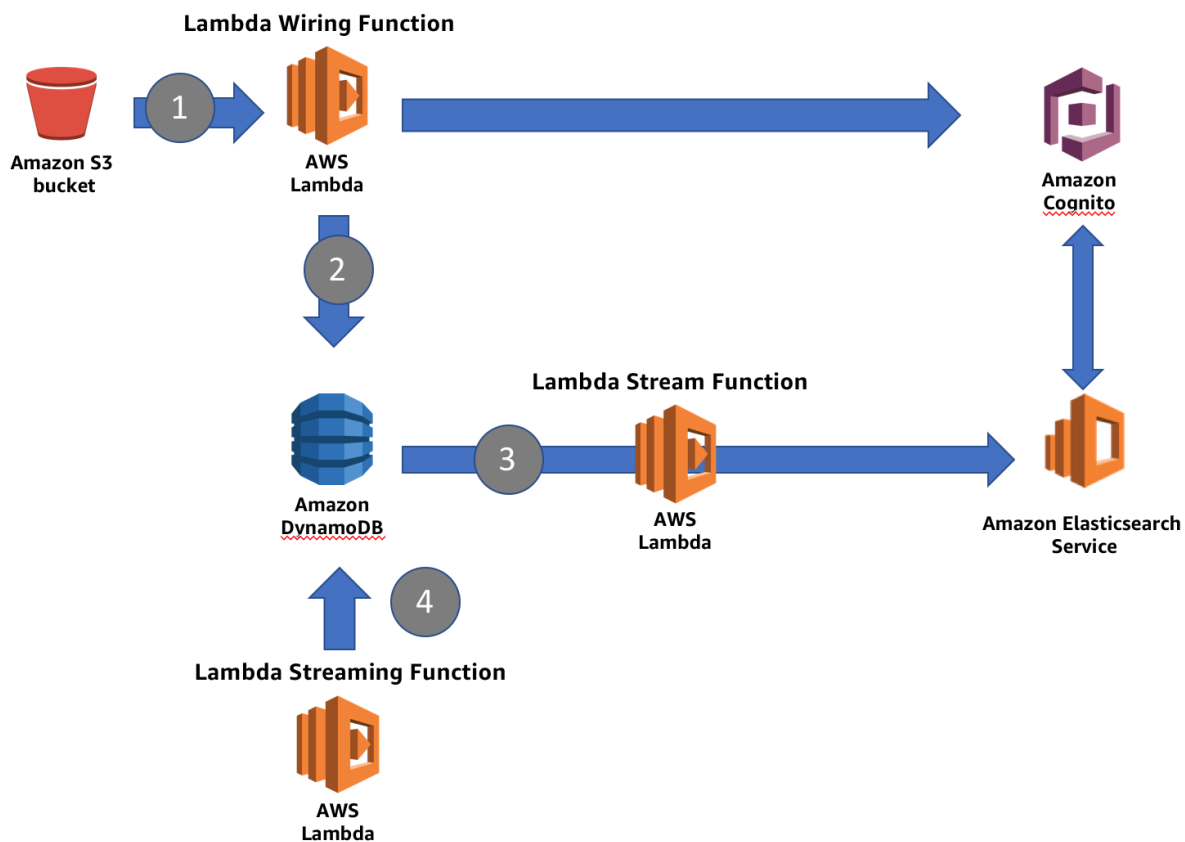 Lambda Wiring Function
1
Amazon S3
bucket
AWS
Lambda
Amazon
Cognito
2
Lambda Stream Function
3
Amazon
DynamoDB
AWS
Lambda
Amazon Elasticsearch
Service
4
Lambda Streaming Function
AWS
Lambda